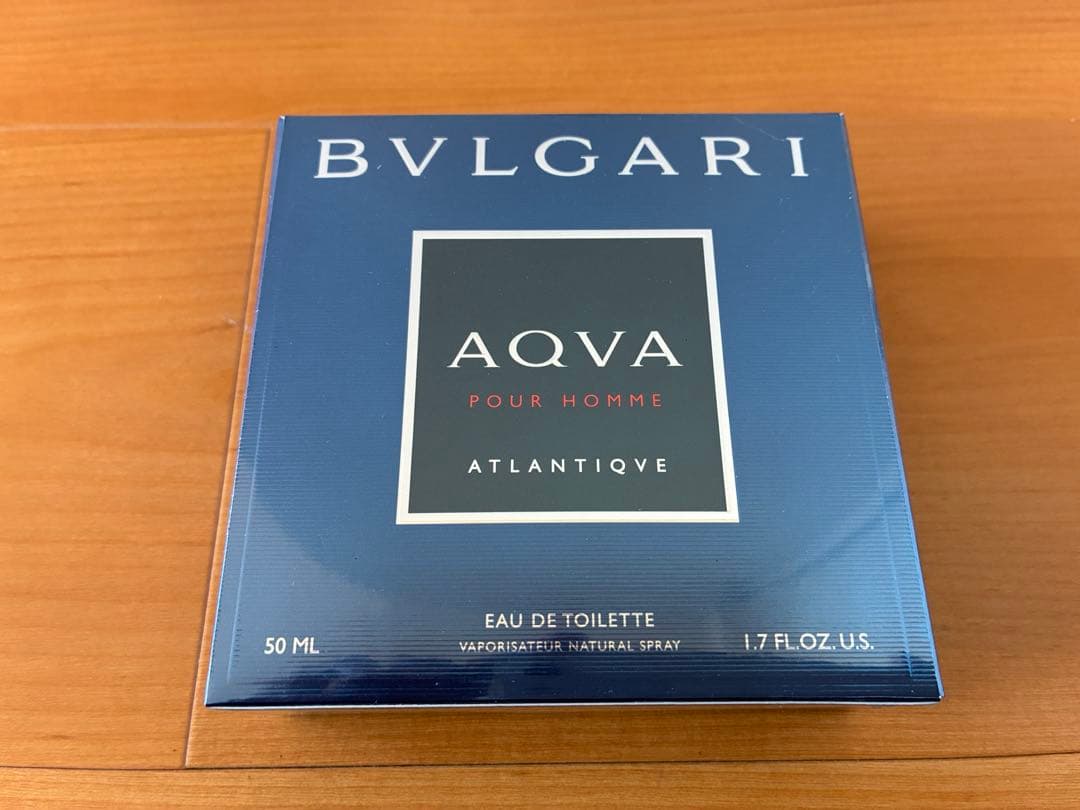 BVLGARI
AQVA
POUR HOMME
ATLANTIQVE
EAU DE TOILETTE
50 ML VAPORISATEUR NATURAL SPRAY 1.7 FL.OZ. U.S.